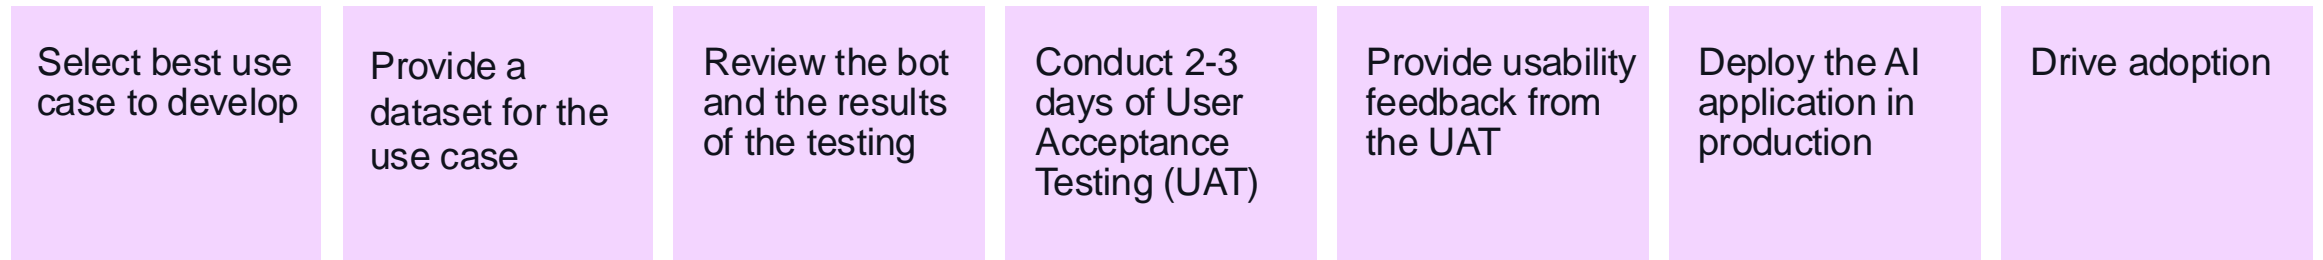 Select best use
case to develop
Provide a
dataset for the
use case
Review the bot
and the results
of the testing
Conduct 2-3
days of User
Acceptance
Testing (UAT)
Provide usability
feedback from
the UAT
Deploy the AI
application in
production
Drive adoption